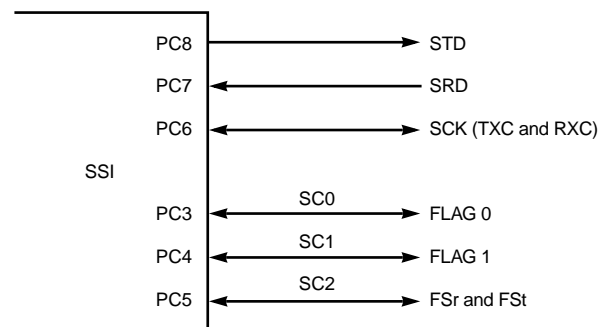 PC8 STD
PC7 SRD
PC6 SCK (TXC and RXC)
SSI
SC0
PC3 FLAG 0
SC1
PC4 FLAG 1
SC2
PC5 FSr and FSt